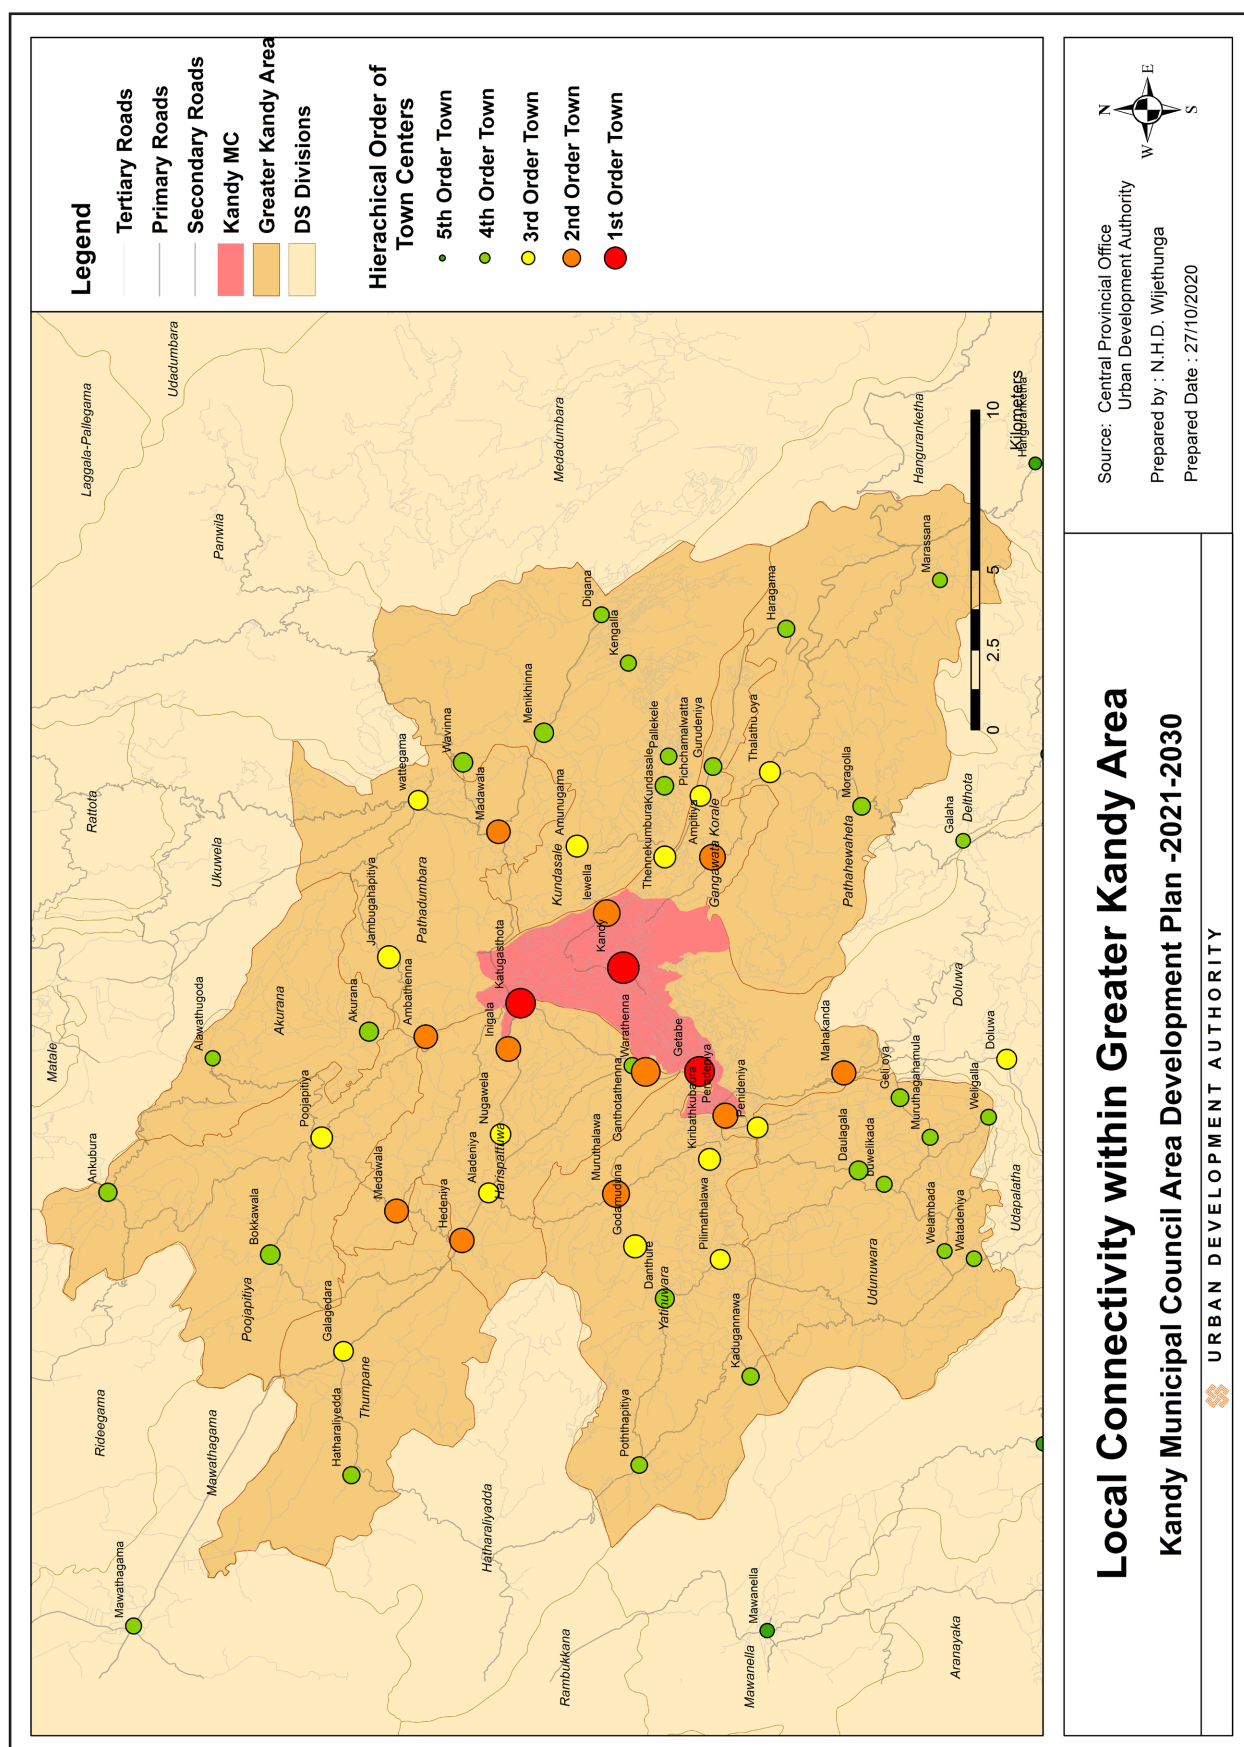 Legend
Tertiary Roads
Primary Roads
Secondary Roads
Kandy MC
Greater Kandy Area
DS Divisions
Hierachical Order of
Town Centers
5th Order Town
4th Order Town
3rd Order Town
2nd Order Town
1st Order Town
Matale
Rattota
Laggala-Pallegama
Udadumbara
Ukuwela
Panwila
Medadumbara
Rideegama
Mawathagama
Mawathagama
Ankubura
Alawathugoda
Akurana
Poojapitiya
Bokkawala
Poojapitiya
Galagedara
Thumpane
Hatharaliyedda
Hatharaliyadda
Akurana
Jambugahapitiya
Pathadumbara
Ambathenna
Medawala
Hedeniya
Aladeniya
Harispattuwa
Nugawela
Inigala
Katugasthota
wattegama
Wavinna
Madawala
Menikhinna
Amunugama
Kundasale
lewella
Kandy
Digana
Kengalla
Kundasale
Pallekele
Pichchamalwatta
Gurudeniya
Thennekumbura
Ampitiya
Gangawata Korale
Thalathu.oya
Haragama
Marassana
Moragolla
Pathahewaheta
Hanguranketha
Hanguranketha
Galaha
Delthota
Warathenna
Ganthotathenna
Getabe
Peradeniya
Kiribathkubaura
Penideniya
Muruthalawa
Godamuduna
Danthure
Yatinuwara
Pilimathalawa
Kadugannawa
Poththapitiya
Mahakanda
Geli oya
Muruthagahamula
Daulagala
buwelikada
Welambada
Watadeniya
Udunuwara
Weligalla
Doluwa
Doluwa
Udapalatha
Rambukkana
Mawanella
Mawanella
Aranayaka
0 2.5 5 10
Kilometers
Local Connectivity within Greater Kandy Area
Kandy Municipal Council Area Development Plan -2021-2030
URBAN DEVELOPMENT AUTHORITY
Source: Central Provincial Office
Urban Development Authority
Prepared by : N.H.D. Wijethunga
Prepared Date : 27/10/2020
N
W
E
S